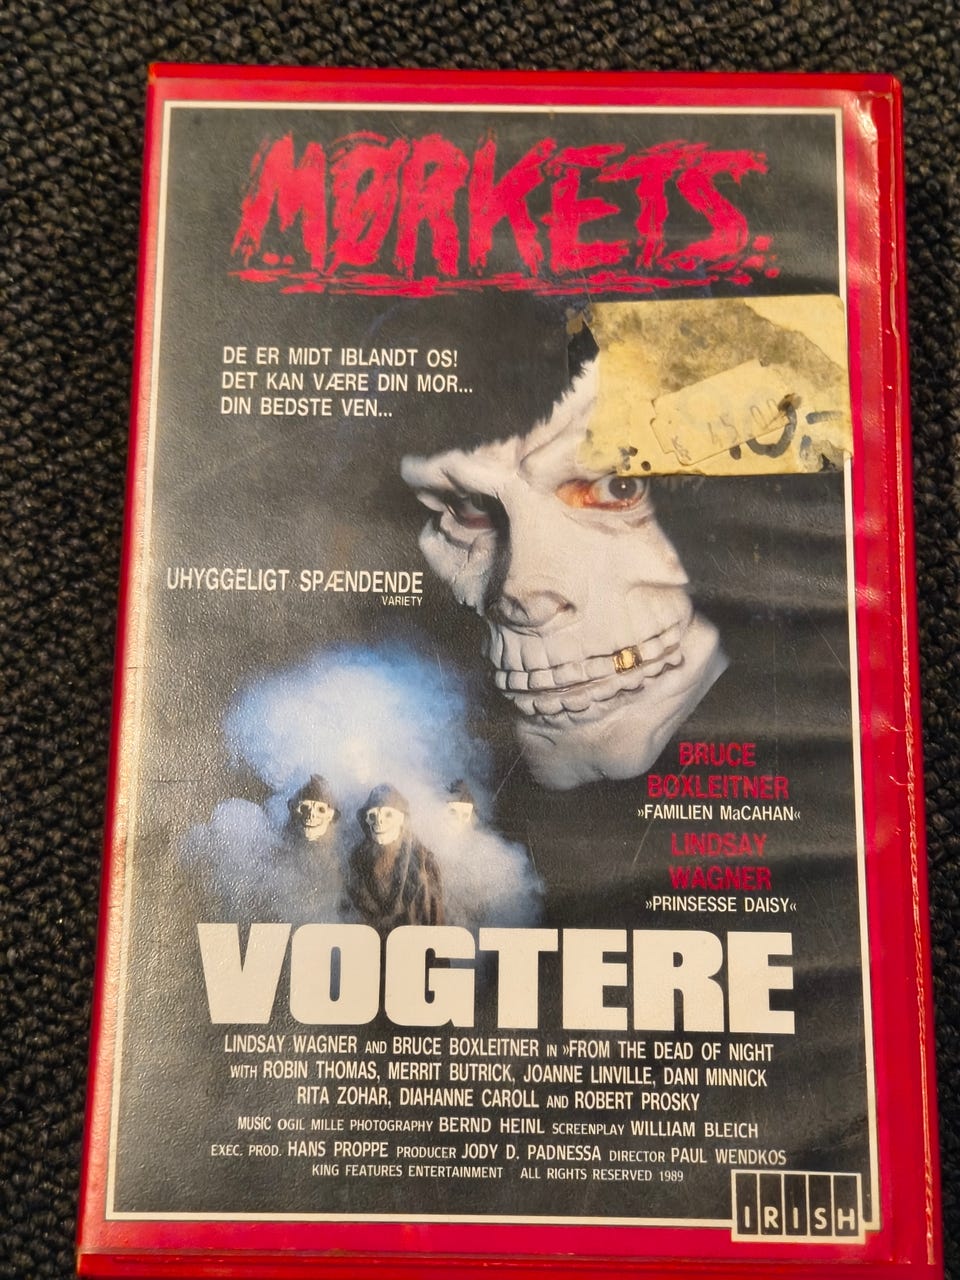 MØRKETS
DE ER MIDT IBLANDT OS!
DET KAN VÆRE DIN MOR...
DIN BEDSTE VEN...
45,00
0,-
UHYGGELIGT SPÆNDENDE
VARIETY
BRUCE
BOXLEITNER
»FAMILIEN MaCAHAN«
LINDSAY
WAGNER
»PRINSESSE DAISY«
VOGTERE
LINDSAY WAGNER AND BRUCE BOXLEITNER IN »FROM THE DEAD OF NIGHT
WITH ROBIN THOMAS, MERRIT BUTRICK, JOANNE LINVILLE, DANI MINNICK
RITA ZOHAR, DIAHANNE CAROLL AND ROBERT PROSKY
MUSIC OGIL MILLE PHOTOGRAPHY BERND HEINL SCREENPLAY WILLIAM BLEICH
EXEC. PROD. HANS PROPPE PRODUCER JODY D. PADNESSA DIRECTOR PAUL WENDKOS
KING FEATURES ENTERTAINMENT ALL RIGHTS RESERVED 1989
IRISH